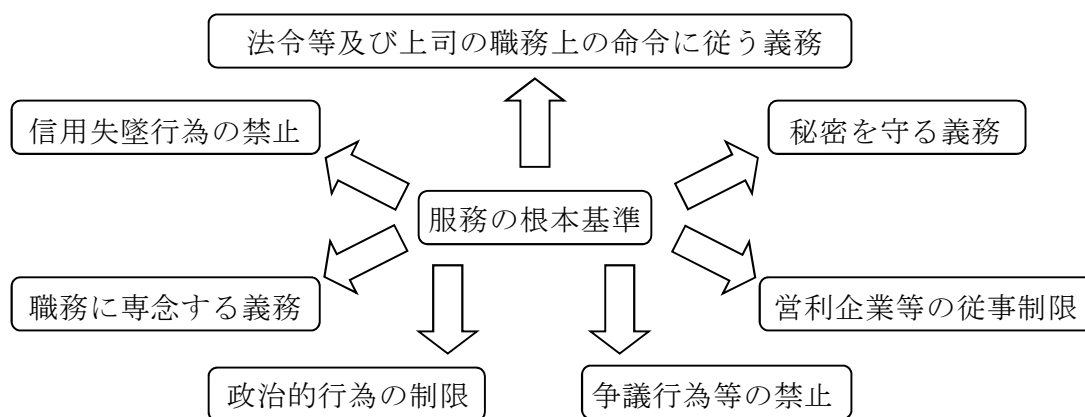 法令等及び上司の職務上の命令に従う義務
信用失墜行為の禁止
秘密を守る義務
服務の根本基準
職務に専念する義務
営利企業等の従事制限
政治的行為の制限
争議行為等の禁止